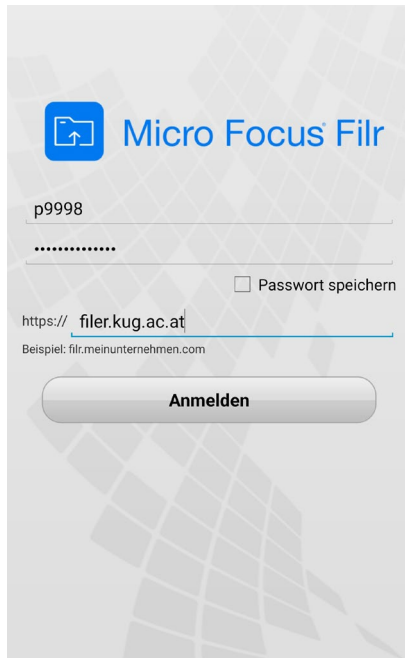 Micro Focus® Filr
p9998
••••••••••••••
Passwort speichern
https:// filer.kug.ac.at
Beispiel: filr.meinunternehmen.com
Anmelden